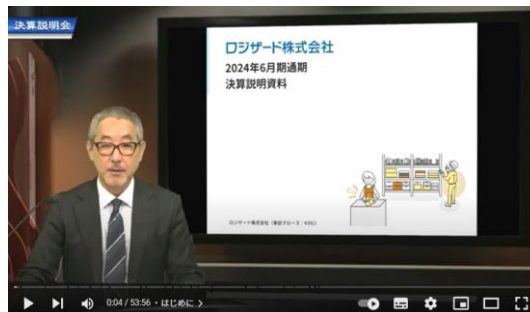 決算説明会
ロジザード株式会社
2024年6月期通期
決算説明資料
ロジザード株式会社（東証グロース：4391）
0:04 / 53:56 • はじめに >